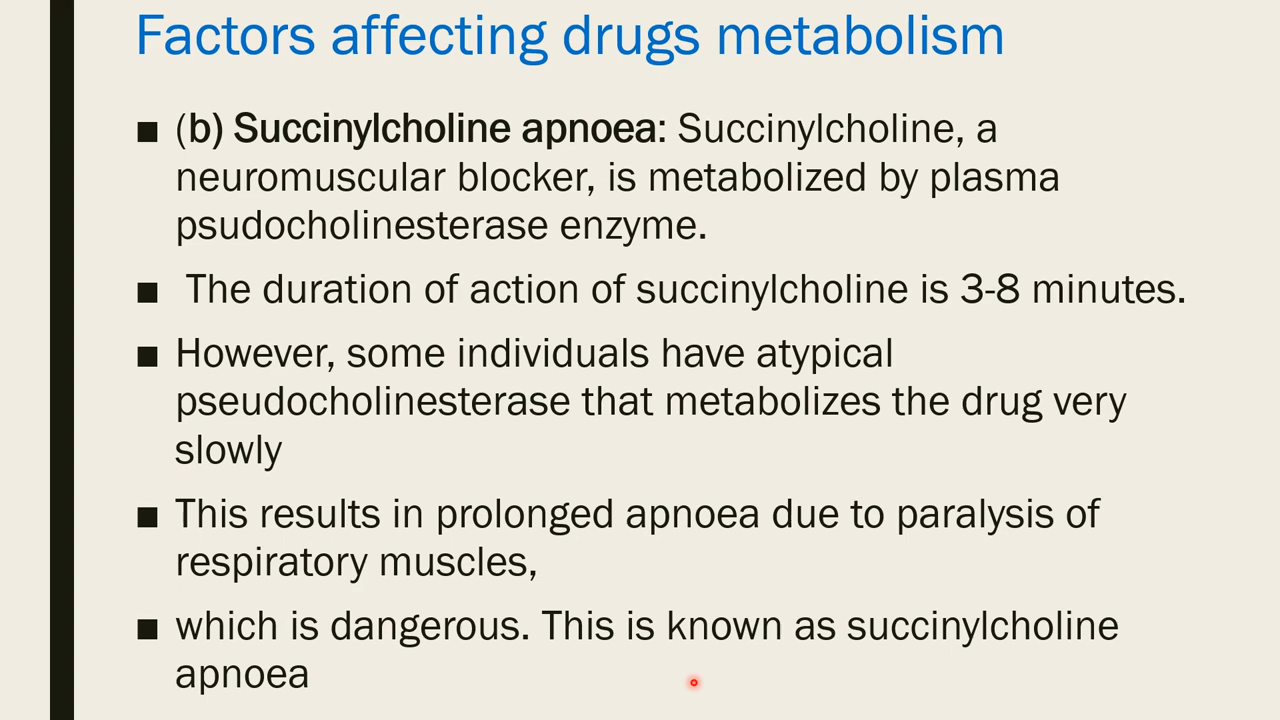 Factors affecting drugs metabolism
■ (b) Succinylcholine apnoea: Succinylcholine, a
neuromuscular blocker, is metabolized by plasma
psudocholinesterase enzyme.
■ The duration of action of succinylcholine is 3-8 minutes.
■ However, some individuals have atypical
pseudocholinesterase that metabolizes the drug very
slowly
■ This results in prolonged apnoea due to paralysis of
respiratory muscles,
■ which is dangerous. This is known as succinylcholine
apnoea